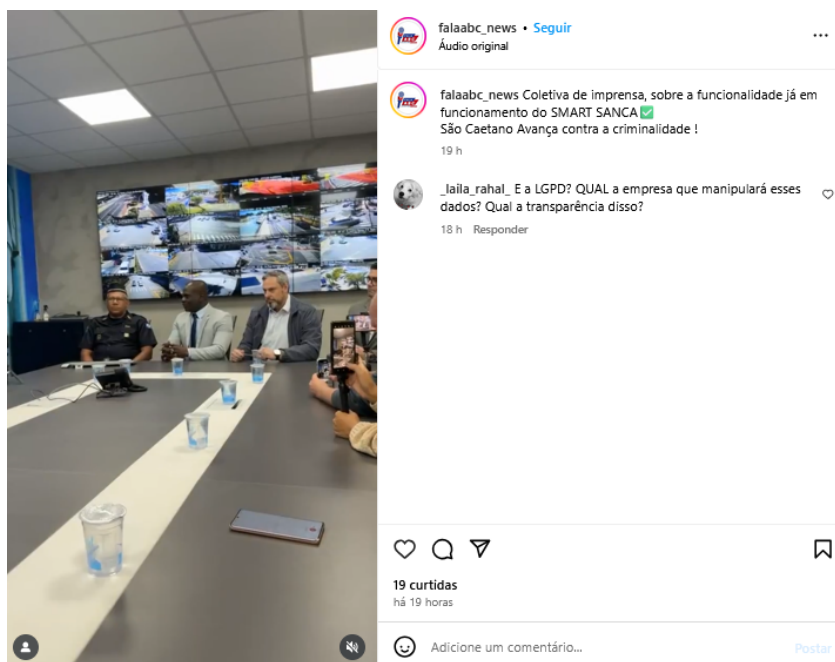 falaabc_news • Seguir
Áudio original
falaabc_news Coletiva de imprensa, sobre a funcionalidade já em
funcionamento do SMART SANCA✅
São Caetano Avança contra a criminalidade !
19 h
_laila_rahal_ E a LGPD? QUAL a empresa que manipulará esses
dados? Qual a transparência disso?
18 h Responder
19 curtidas
há 19 horas
Adicione um comentário...
Postar